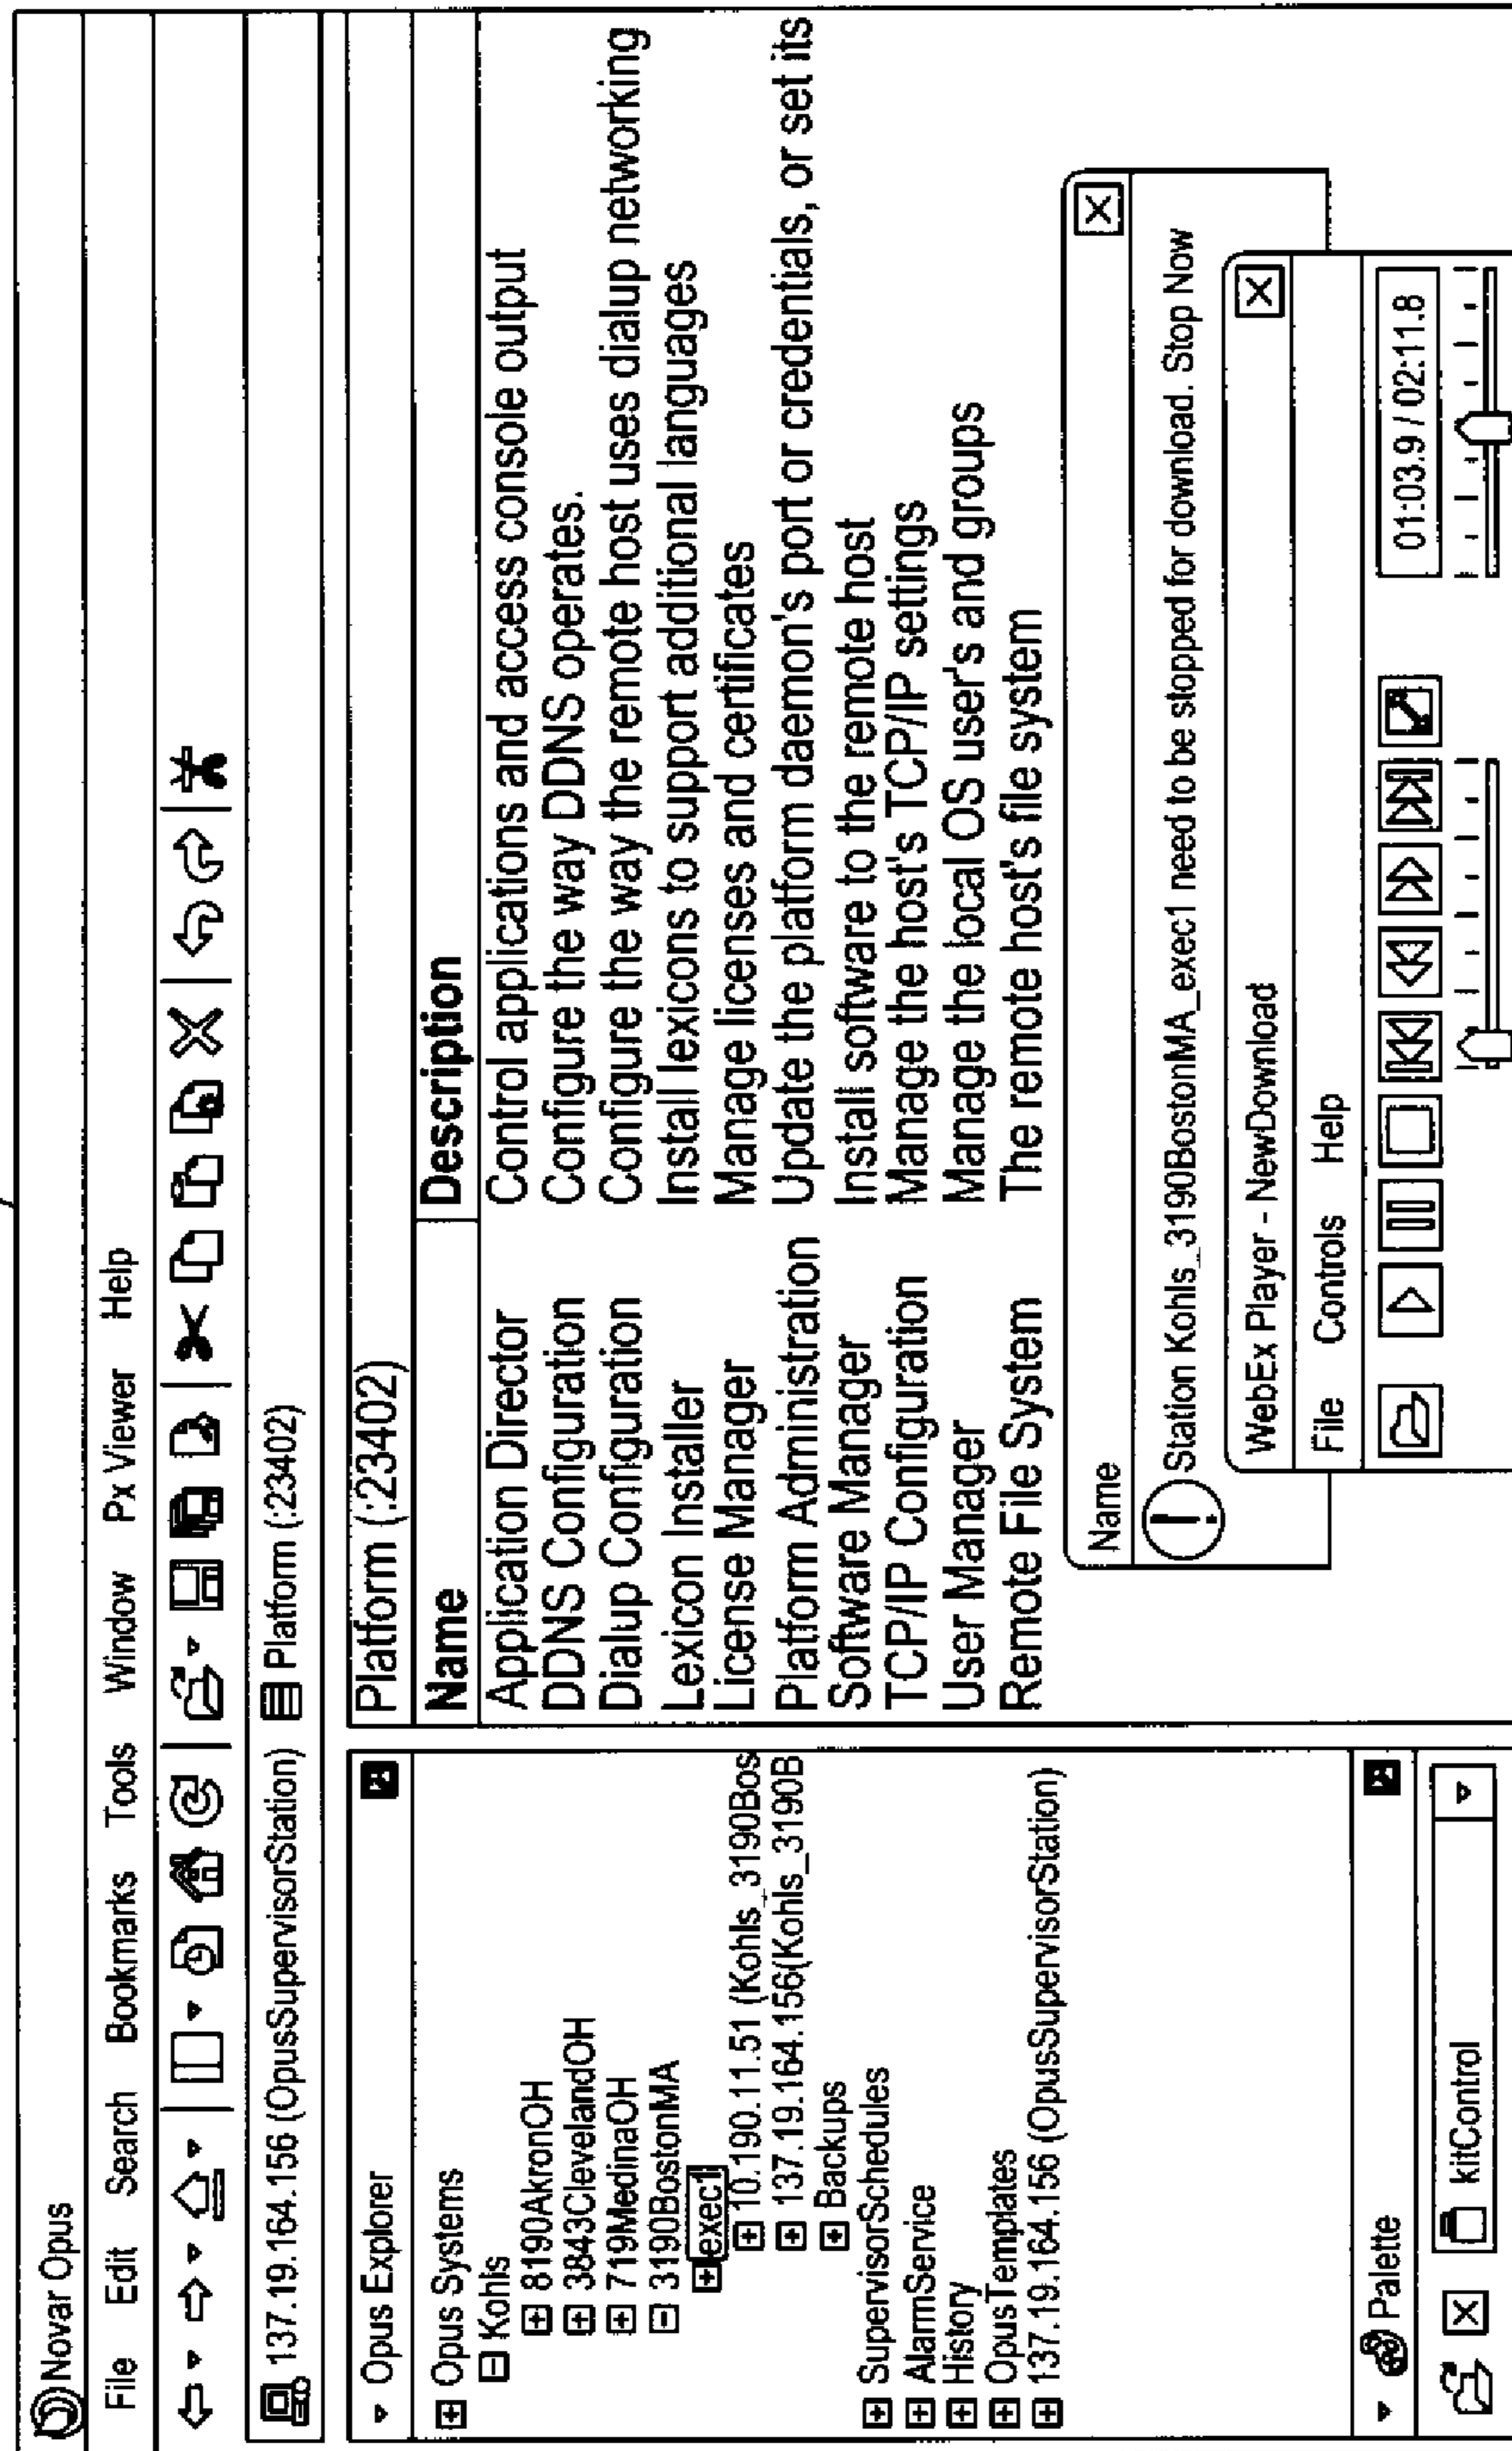 Novar Opus
File Edit Search Bookmarks Tools Window Px Viewer Help
137.19.164.156 (OpusSupervisorStation) Platform (:23402)
Opus Explorer
Opus Systems
Kohls
8190AkronOH
3843ClevelandOH
719MedinaOH
3190BostonMA
exec1
10.190.11.51 (Kohls_3190Bos
137.19.164.156(Kohls_3190B
Backups
SupervisorSchedules
AlarmService
History
OpusTemplates
137.19.164.156 (OpusSupervisorStation)
Palette
kitControl
Platform (:23402)
Name Description
Application Director Control applications and access console output
DDNS Configuration Configure the way DDNS operates.
Dialup Configuration Configure the way the remote host uses dialup networking
Lexicon Installer Install lexicons to support additional languages
License Manager Manage licenses and certificates
Platform Administration Update the platform daemon's port or credentials, or set its
Software Manager Install software to the remote host
TCP/IP Configuration Manage the host's TCP/IP settings
User Manager Manage the local OS user's and groups
Remote File System The remote host's file system
Name
Station Kohls_3190BostonMA_exec1 need to be stopped for download. Stop Now
WebEx Player - NewDownload
File Controls Help
01:03.9 / 02:11.8